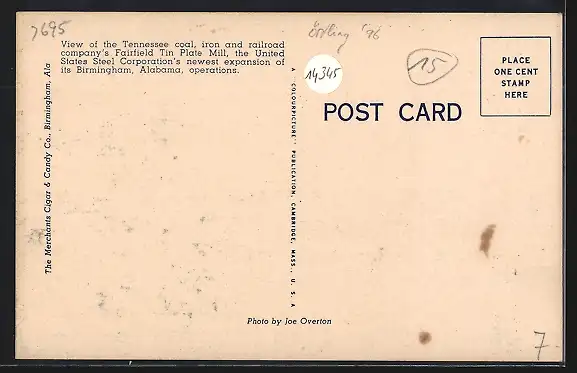 7695
View of the Tennessee coal, iron and railroad
company's Fairfield Tin Plate Mill, the United
States Steel Corporation's newest expansion of
its Birmingham, Alabama, operations.
The Merchants Cigar & Candy Co., Birmingham, Ala
'96
14345
15
A "COLOURPICTURE" PUBLICATION, CAMBRIDGE, MASS., U. S. A
POST CARD
PLACE
ONE CENT
STAMP
HERE
Photo by Joe Overton
7-